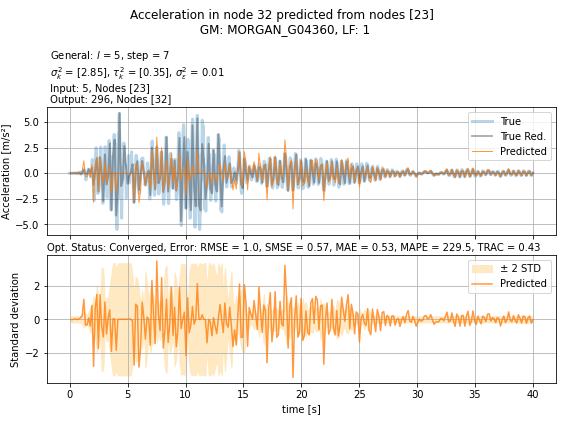 Acceleration in node 32 predicted from nodes [23]
GM: MORGAN_G04360, LF: 1
General: l = 5, step = 7
σ²ₖ = [2.85], τ²ₖ = [0.35], σ²ε = 0.01
Input: 5, Nodes [23]
Output: 296, Nodes [32]
Acceleration [m/s²]
5.0
2.5
0.0
−2.5
−5.0
True
True Red.
Predicted
Opt. Status: Converged, Error: RMSE = 1.0, SMSE = 0.57, MAE = 0.53, MAPE = 229.5, TRAC = 0.43
Standard deviation
2
0
−2
± 2 STD
Predicted
0 5 10 15 20 25 30 35 40
time [s]